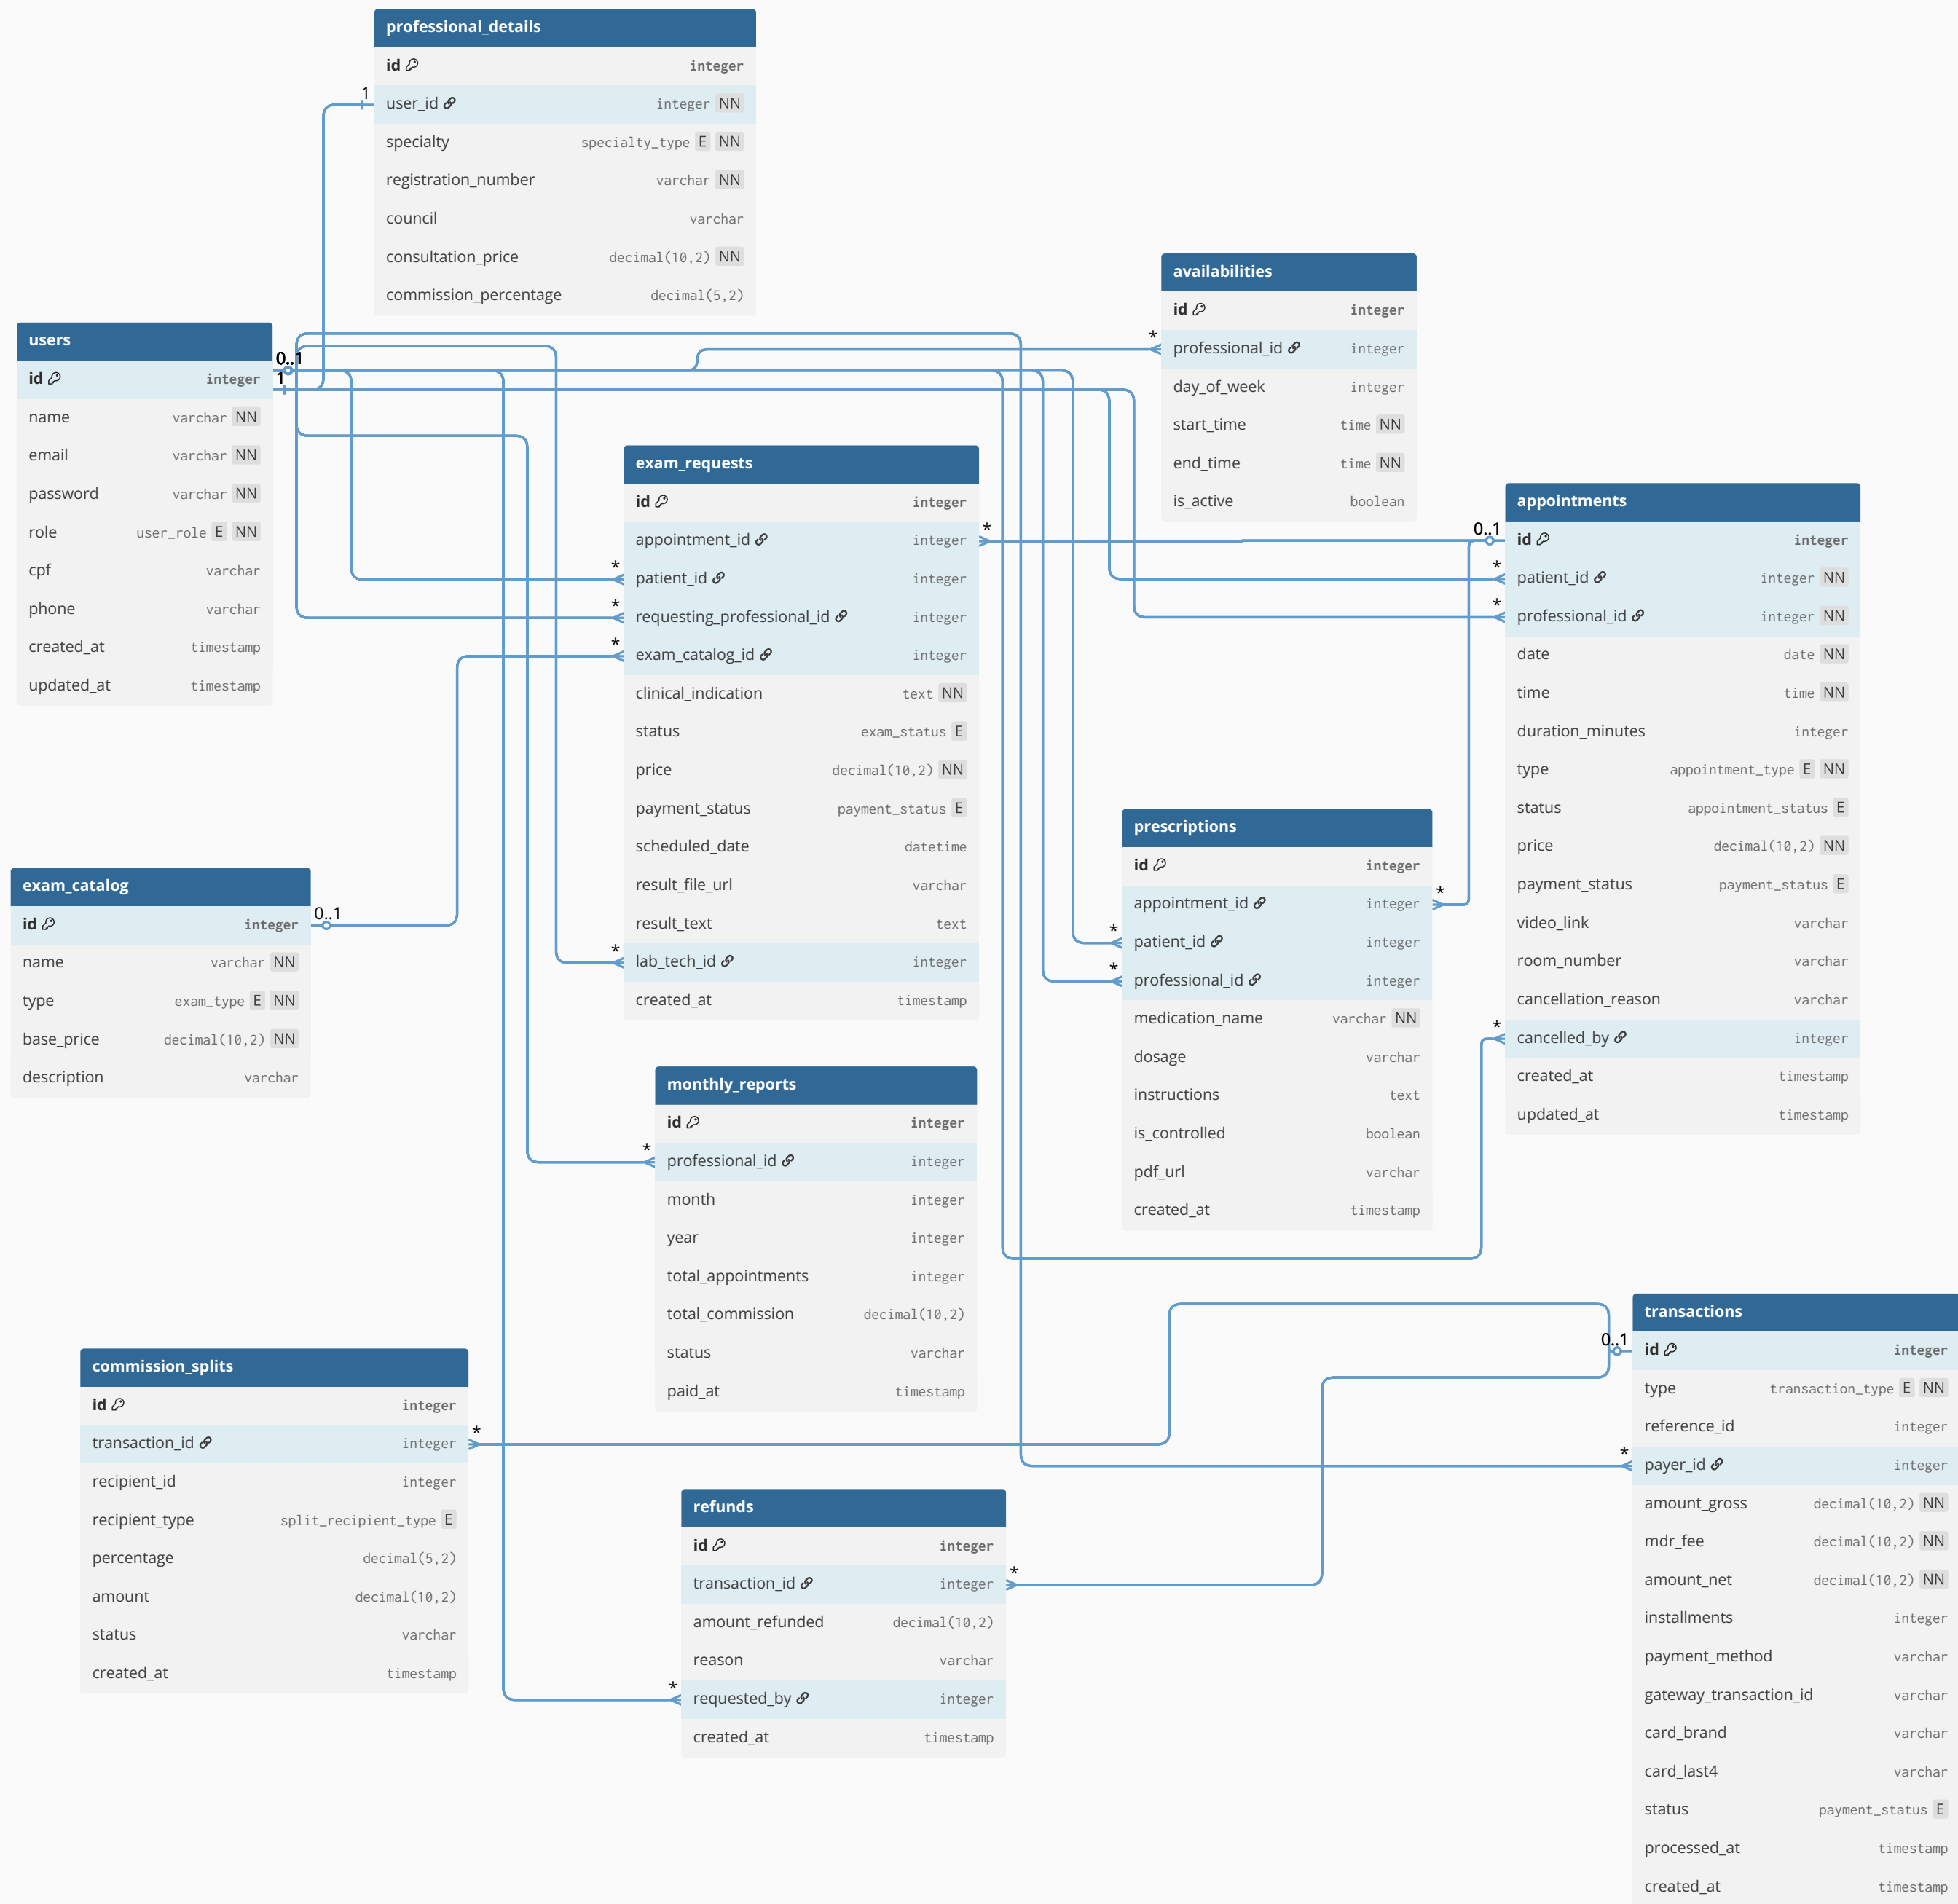 professional_details
id integer
1
user_id integer NN
specialty specialty_type E NN
registration_number varchar NN
council varchar
consultation_price decimal(10,2) NN
commission_percentage decimal(5,2)
availabilities
id integer
*
professional_id integer
day_of_week integer
start_time time NN
end_time time NN
is_active boolean
users
0..1
id integer
1
name varchar NN
email varchar NN
password varchar NN
role user_role E NN
cpf varchar
phone varchar
created_at timestamp
updated_at timestamp
exam_requests
id integer
*
appointment_id integer
*
patient_id integer
*
requesting_professional_id integer
*
exam_catalog_id integer
clinical_indication text NN
status exam_status E
price decimal(10,2) NN
payment_status payment_status E
scheduled_date datetime
result_file_url varchar
result_text text
*
lab_tech_id integer
created_at timestamp
appointments
0..1
id integer
*
patient_id integer NN
*
professional_id integer NN
date date NN
time time NN
duration_minutes integer
type appointment_type E NN
status appointment_status E
price decimal(10,2) NN
payment_status payment_status E
video_link varchar
room_number varchar
cancellation_reason varchar
*
cancelled_by integer
created_at timestamp
updated_at timestamp
prescriptions
id integer
*
appointment_id integer
*
patient_id integer
*
professional_id integer
medication_name varchar NN
dosage varchar
instructions text
is_controlled boolean
pdf_url varchar
created_at timestamp
exam_catalog
0..1
id integer
name varchar NN
type exam_type E NN
base_price decimal(10,2) NN
description varchar
monthly_reports
id integer
*
professional_id integer
month integer
year integer
total_appointments integer
total_commission decimal(10,2)
status varchar
paid_at timestamp
commission_splits
id integer
*
transaction_id integer
recipient_id integer
recipient_type split_recipient_type E
percentage decimal(5,2)
amount decimal(10,2)
status varchar
created_at timestamp
refunds
id integer
*
transaction_id integer
amount_refunded decimal(10,2)
reason varchar
*
requested_by integer
created_at timestamp
transactions
0..1
id integer
type transaction_type E NN
reference_id integer
*
payer_id integer
amount_gross decimal(10,2) NN
mdr_fee decimal(10,2) NN
amount_net decimal(10,2) NN
installments integer
payment_method varchar
gateway_transaction_id varchar
card_brand varchar
card_last4 varchar
status payment_status E
processed_at timestamp
created_at timestamp